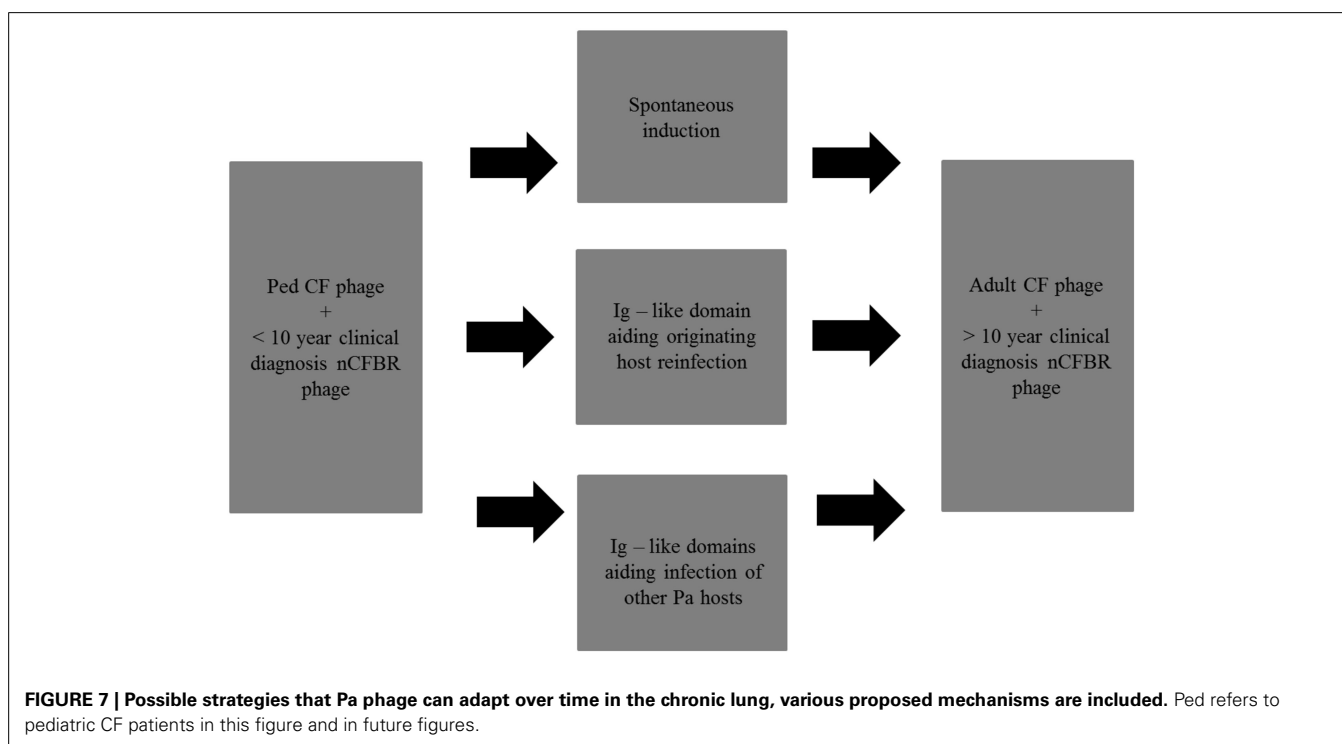 Spontaneous
induction
Ped CF phage
+
< 10 year clinical
diagnosis nCFBR
phage
Ig – like domain
aiding originating
host reinfection
Adult CF phage
+
> 10 year clinical
diagnosis nCFBR
phage
Ig – like domains
aiding infection of
other Pa hosts
FIGURE 7 | Possible strategies that Pa phage can adapt over time in the chronic lung, various proposed mechanisms are included. Ped refers to
pediatric CF patients in this figure and in future figures.